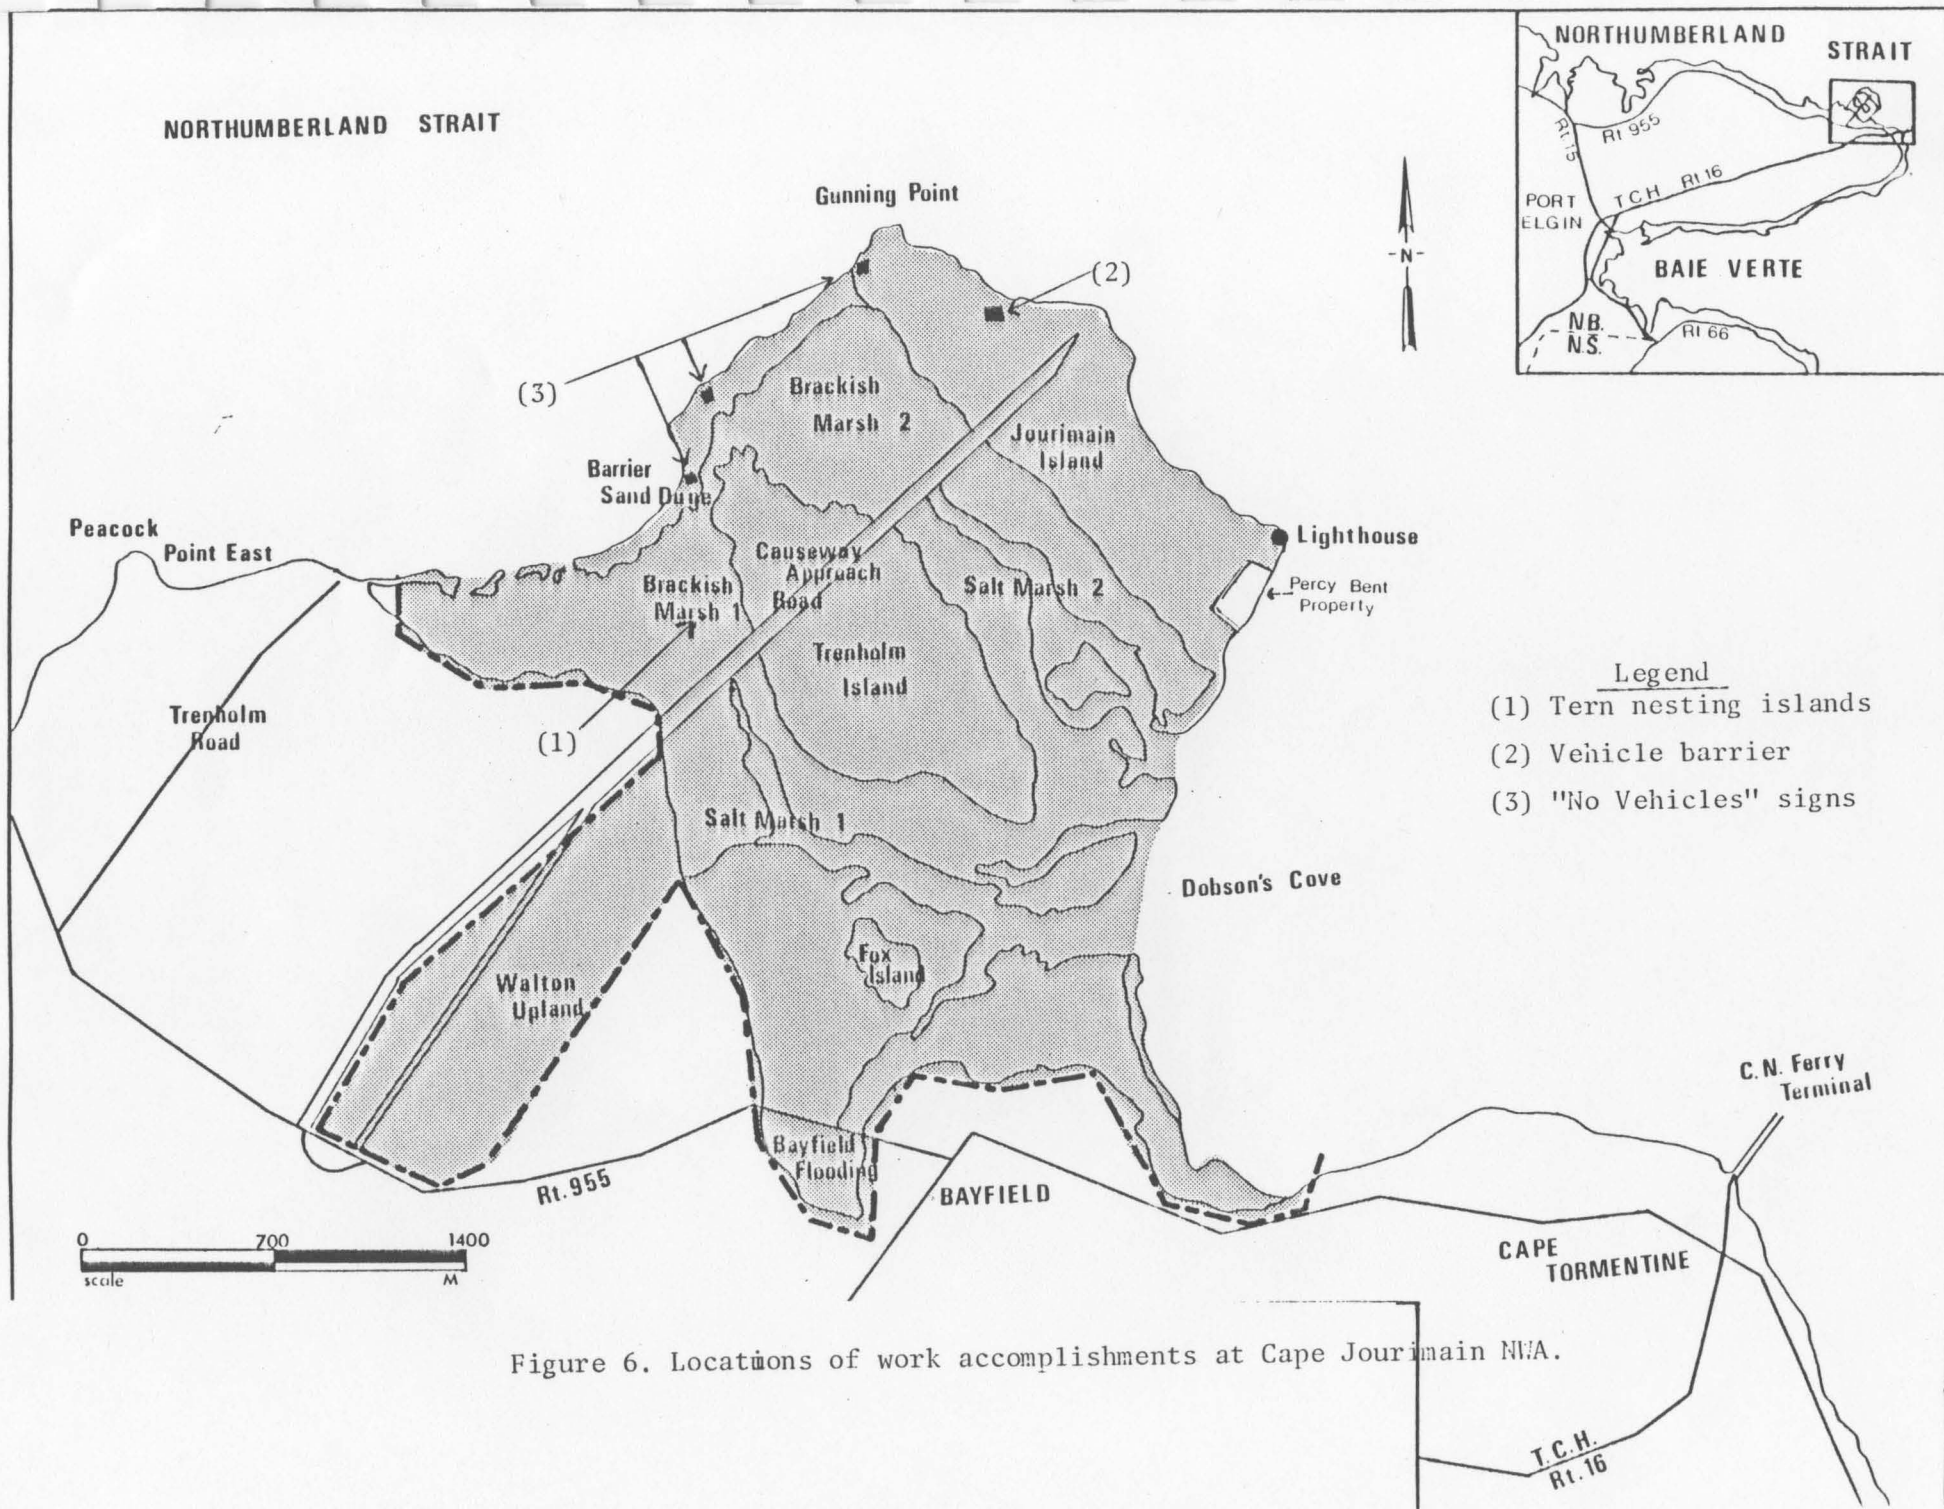 NORTHUMBERLAND STRAIT
NORTHUMBERLAND
STRAIT
Rt 15
Rt 955
T C H Rt 16
PORT
ELGIN
BAIE VERTE
N.B.
N.S.
Rt 66
Gunning Point
-N-
(2)
(3)
Brackish
Marsh 2
Jourimain
Island
Barrier
Sand Dune
Peacock
Point East
Lighthouse
Causeway
Approach
Road
Brackish
Marsh 1
Salt Marsh 2
Percy Bent
Property
Trenholm
Island
Trenholm
Road
(1)
Legend
(1) Tern nesting islands
(2) Vehicle barrier
(3) "No Vehicles" signs
Salt Marsh 1
Dobson's Cove
Fox
Island
Walton
Upland
C.N. Ferry
Terminal
Bayfield
Flooding
Rt. 955
BAYFIELD
CAPE
TORMENTINE
0 700 1400
scale M
Figure 6. Locations of work accomplishments at Cape Jourimain NWA.
T.C.H.
Rt. 16